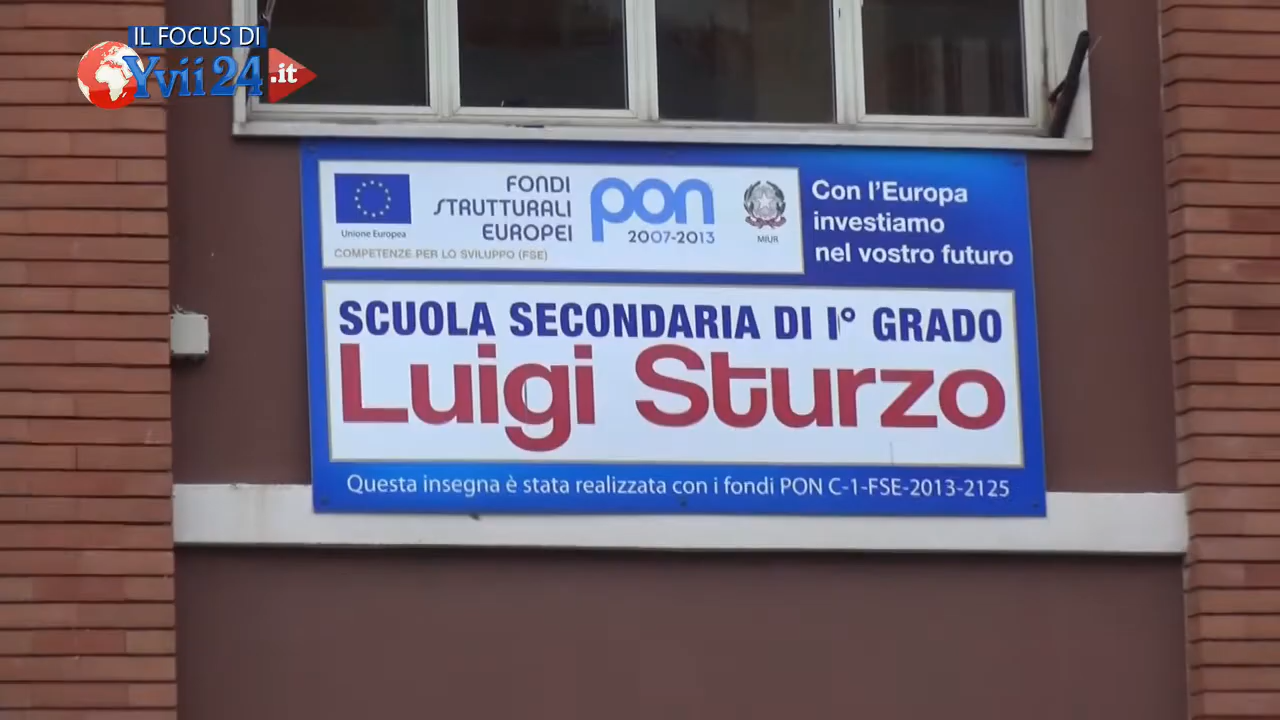 IL FOCUS DI
Yvii24.it
FONDI
STRUTTURALI
EUROPEI
pon
2007-2013
Unione Europea
MIUR
COMPETENZE PER LO SVILUPPO (FSE)
Con l'Europa
investiamo
nel vostro futuro
SCUOLA SECONDARIA DI I° GRADO
Luigi Sturzo
Questa insegna è stata realizzata con i fondi PON C-1-FSE-2013-2125